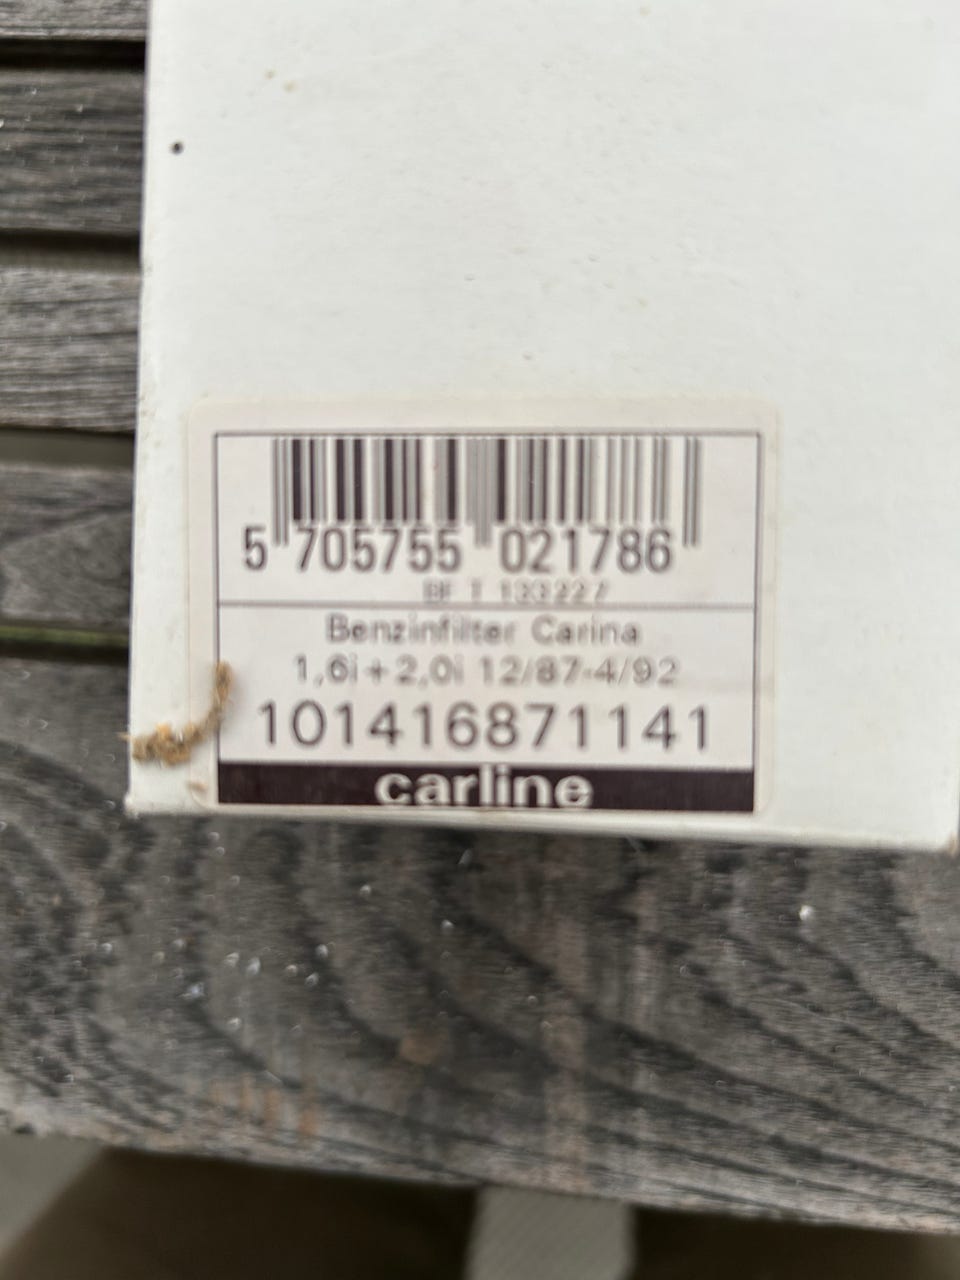 5 705755 021786
BF T 133227
Benzinfilter Carina
1,6i + 2,0i 12/87-4/92
101416871141
carline